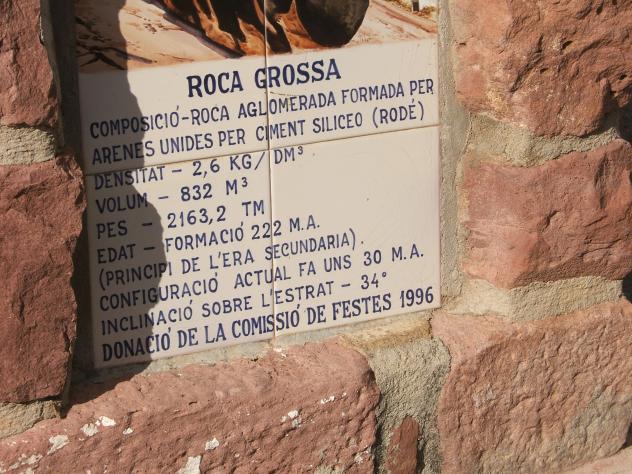 ROCA GROSSA
COMPOSICIÓ-ROCA AGLOMERADA FORMADA PER
ARENES UNIDES PER CIMENT SILICEO (RODÉ)
DENSITAT - 2,6 KG/DM³
VOLUM - 832 M³
PES - 2163,2 TM
EDAT - FORMACIÓ 222 M.A.
(PRINCIPI DE L'ERA SECUNDARIA).
CONFIGURACIÓ ACTUAL FA UNS 30 M.A.
INCLINACIÓ SOBRE L'ESTRAT - 34°
DONACIÓ DE LA COMISSIÓ DE FESTES 1996